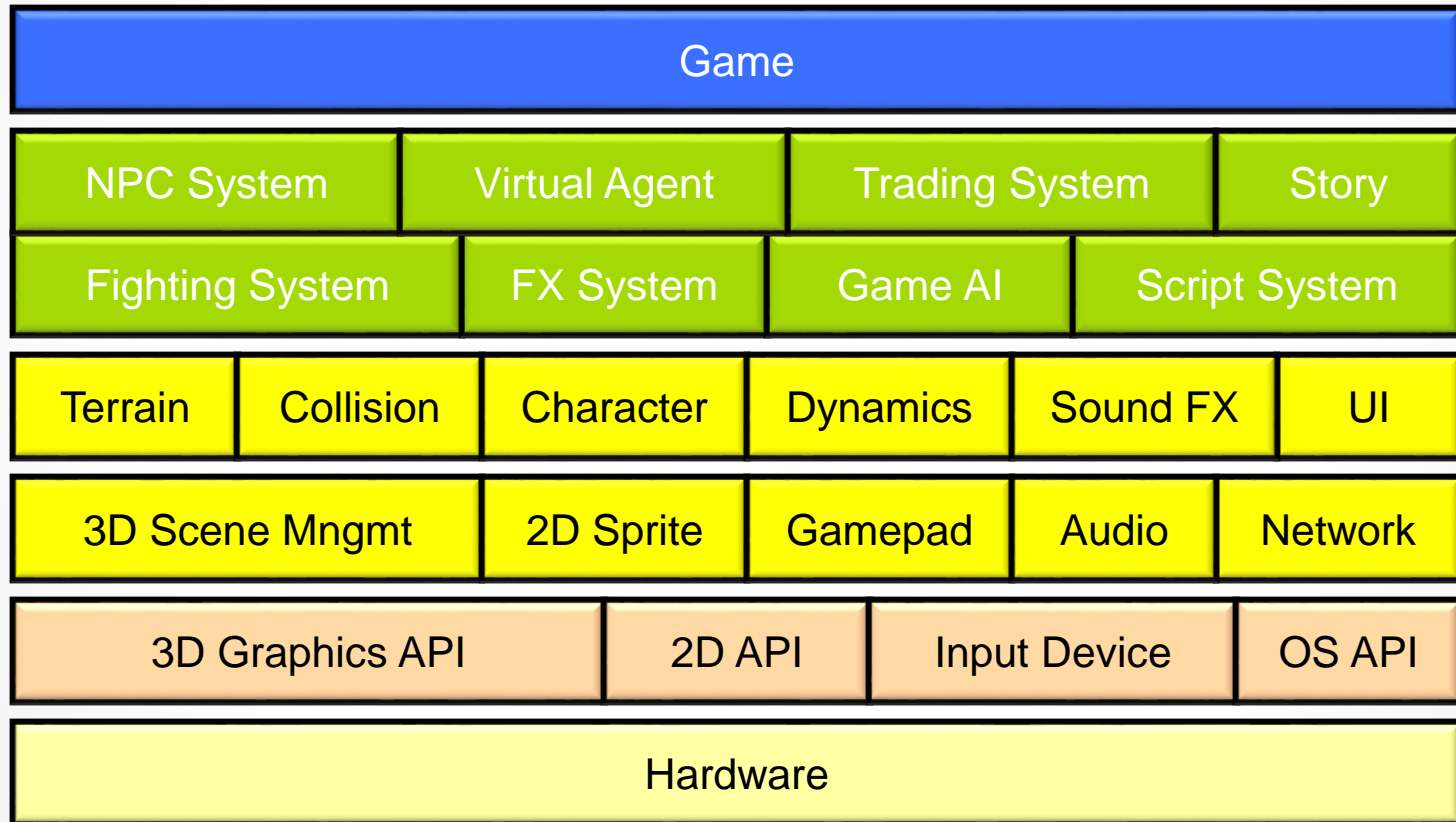 Game
NPC System Virtual Agent Trading System Story
Fighting System FX System Game AI Script System
Terrain Collision Character Dynamics Sound FX UI
3D Scene Mngmt 2D Sprite Gamepad Audio Network
3D Graphics API 2D API Input Device OS API
Hardware